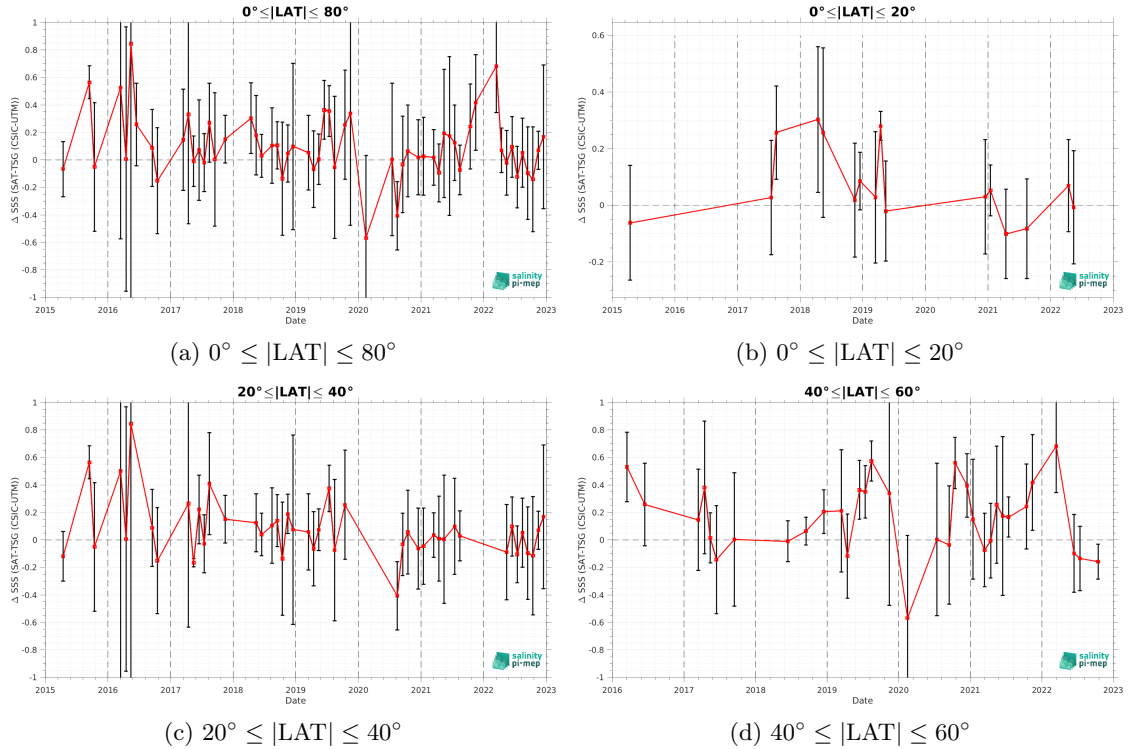 0°≤|LAT|≤ 80°
Δ SSS (SAT-TSG (CSIC-UTM))
1
0.8
0.6
0.4
0.2
0
-0.2
-0.4
-0.6
-0.8
-1
2015 2016 2017 2018 2019 2020 2021 2022 2023
Date
salinity
pi-mep
(a) 0° ≤ |LAT| ≤ 80°
0°≤|LAT|≤ 20°
Δ SSS (SAT-TSG (CSIC-UTM))
0.6
0.4
0.2
0
-0.2
2015 2016 2017 2018 2019 2020 2021 2022 2023
Date
salinity
pi-mep
(b) 0° ≤ |LAT| ≤ 20°
20°≤|LAT|≤ 40°
Δ SSS (SAT-TSG (CSIC-UTM))
1
0.8
0.6
0.4
0.2
0
-0.2
-0.4
-0.6
-0.8
-1
2015 2016 2017 2018 2019 2020 2021 2022 2023
Date
salinity
pi-mep
(c) 20° ≤ |LAT| ≤ 40°
40°≤|LAT|≤ 60°
Δ SSS (SAT-TSG (CSIC-UTM))
1
0.8
0.6
0.4
0.2
0
-0.2
-0.4
-0.6
-0.8
-1
2016 2017 2018 2019 2020 2021 2022 2023
Date
salinity
pi-mep
(d) 40° ≤ |LAT| ≤ 60°